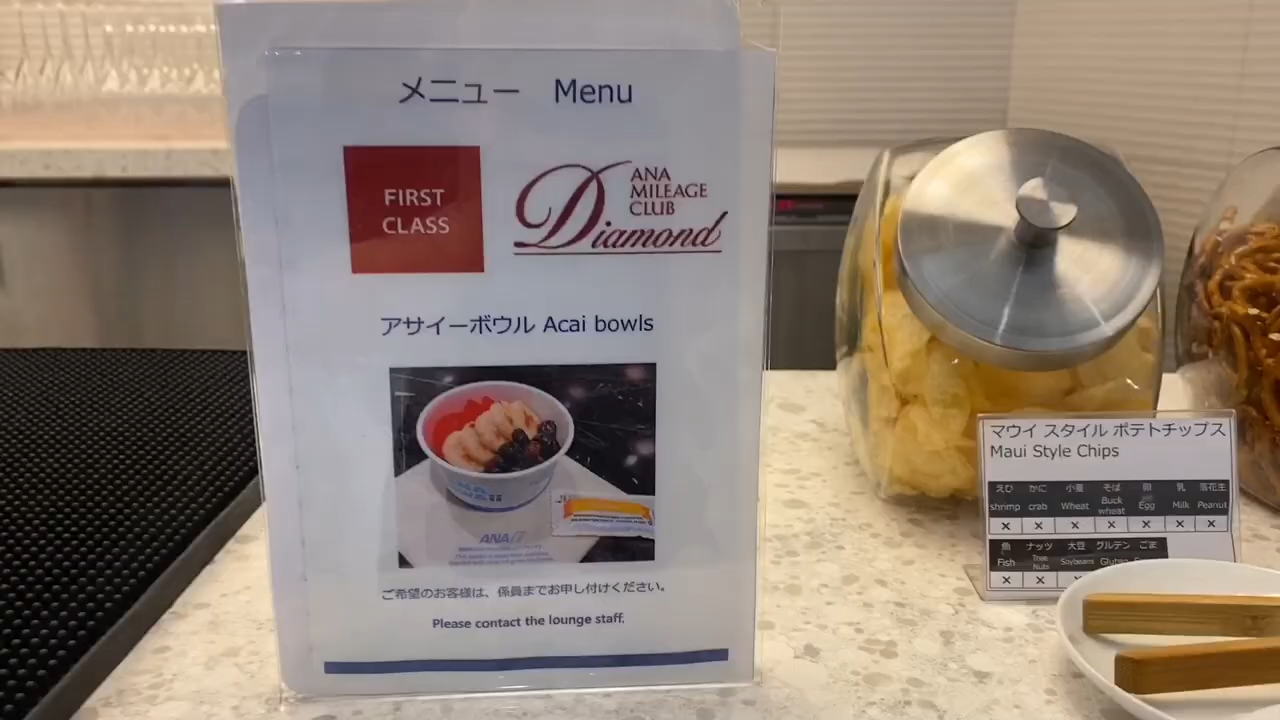 メニュー Menu
FIRST
CLASS
ANA
MILEAGE
CLUB
Diamond
アサイーボウル Acai bowls
ANA
ご希望のお客様は、係員までお申し付けください。
Please contact the lounge staff.
マウイ スタイル ポテトチップス
Maui Style Chips
えび かに 小麦 そば 卵 乳 落花生
shrimp crab Wheat Buck wheat Egg Milk Peanut
× × × × × × ×
魚 ナッツ 大豆 グルテン ごま
Fish Tree Nuts Soybeans
× ×